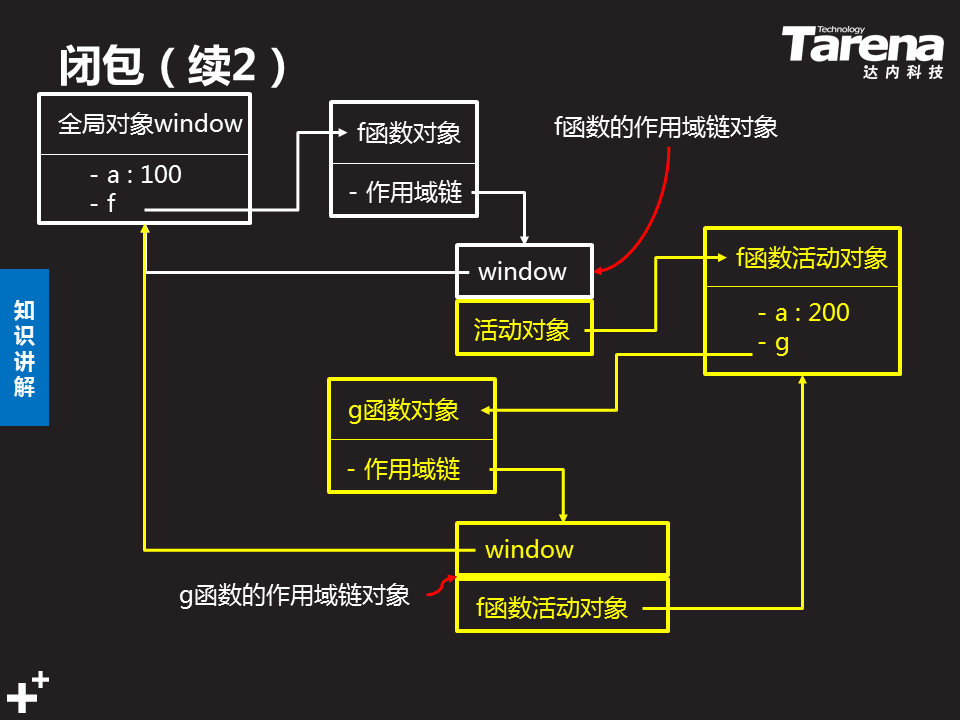 闭包（续2）
Technology
Tarena
达内科技
全局对象window
- a : 100
- f
f函数对象
- 作用域链
f函数的作用域链对象
window
活动对象
f函数活动对象
- a : 200
- g
知识讲解
g函数对象
- 作用域链
window
f函数活动对象
g函数的作用域链对象